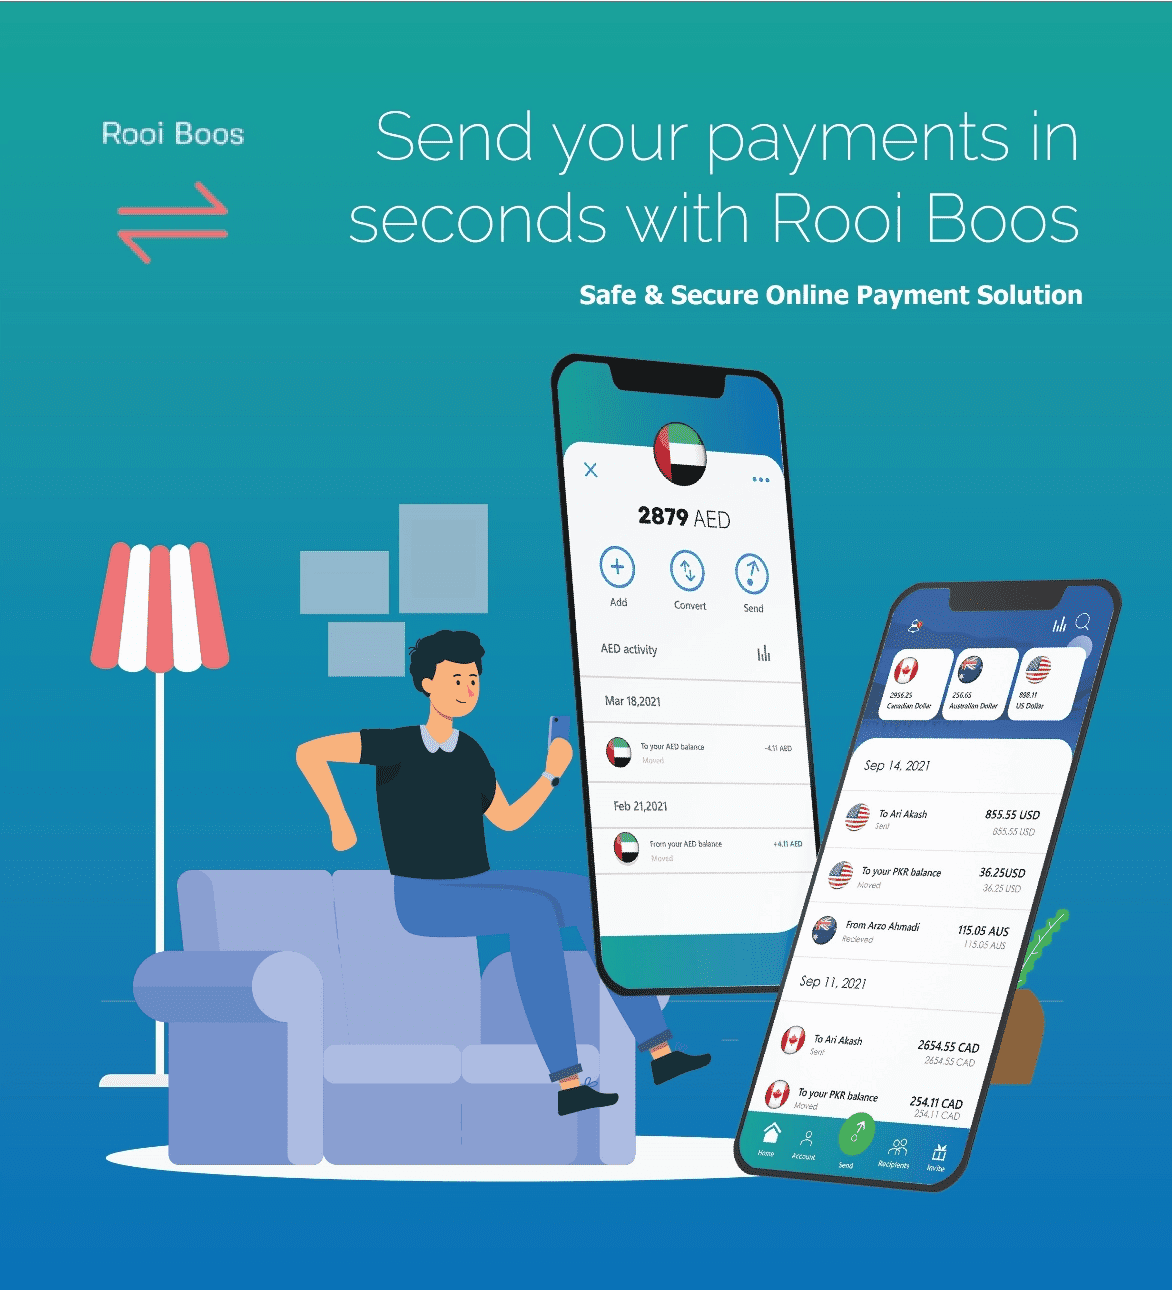 Rooi Boos
Send your payments in
seconds with Rooi Boos
Safe & Secure Online Payment Solution
2879 AED
Add
Convert
Send
AED activity
Mar 18,2021
To your AED balance
-4.11 AED
Moved
Feb 21,2021
From your AED balance
+4.11 AED
Moved
2956.25
Canadian Dollar
256.65
Australian Dollar
898.11
US Dollar
Sep 14, 2021
To Ari Akash
855.55 USD
Sent
855.55 USD
To your PKR balance
36.25USD
Moved
36.25 USD
From Arzo Ahmadi
115.05 AUS
Recieved
115.05 AUS
Sep 11, 2021
To Ari Akash
2654.55 CAD
Sent
2654.55 CAD
To your PKR balance
254.11 CAD
Moved
254.11 CAD
Home
Account
Send
Recipients
Invite